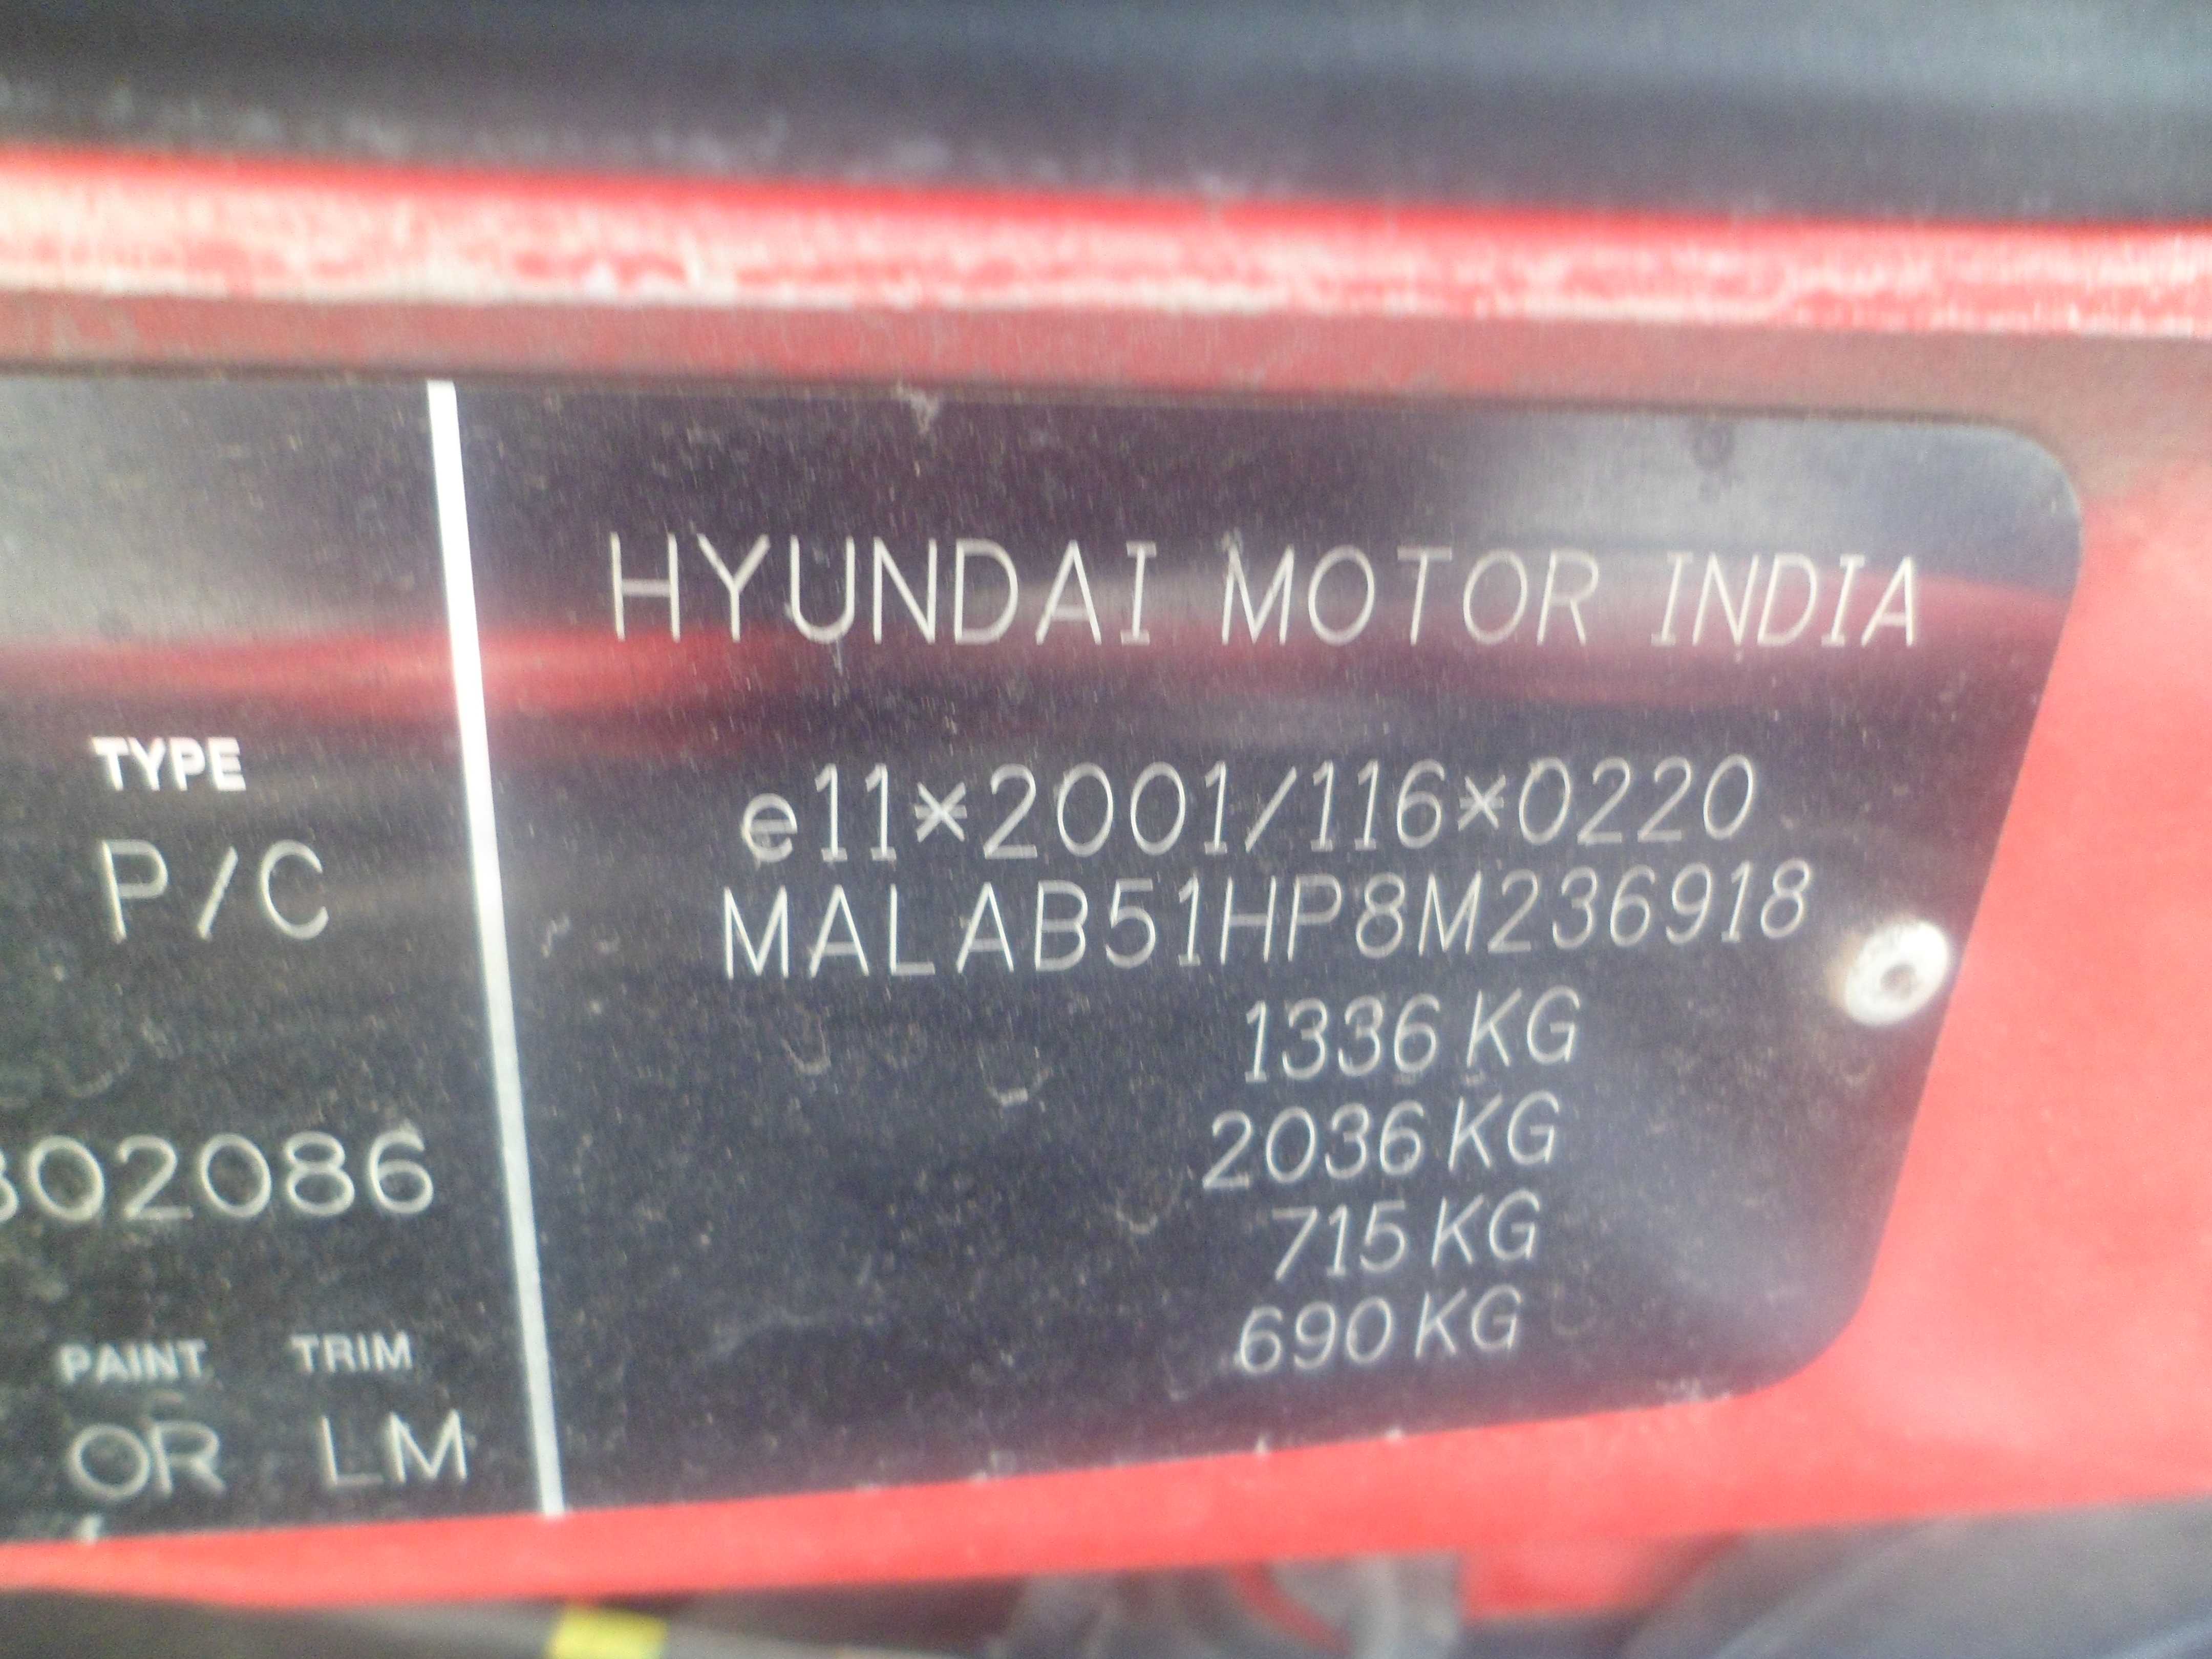 HYUNDAI MOTOR INDIA
TYPE
P/C
e11*2001/116*0220
MALAB51HP8M236918
1336 KG
02086
2036 KG
715 KG
PAINT TRIM
690 KG
OR LM